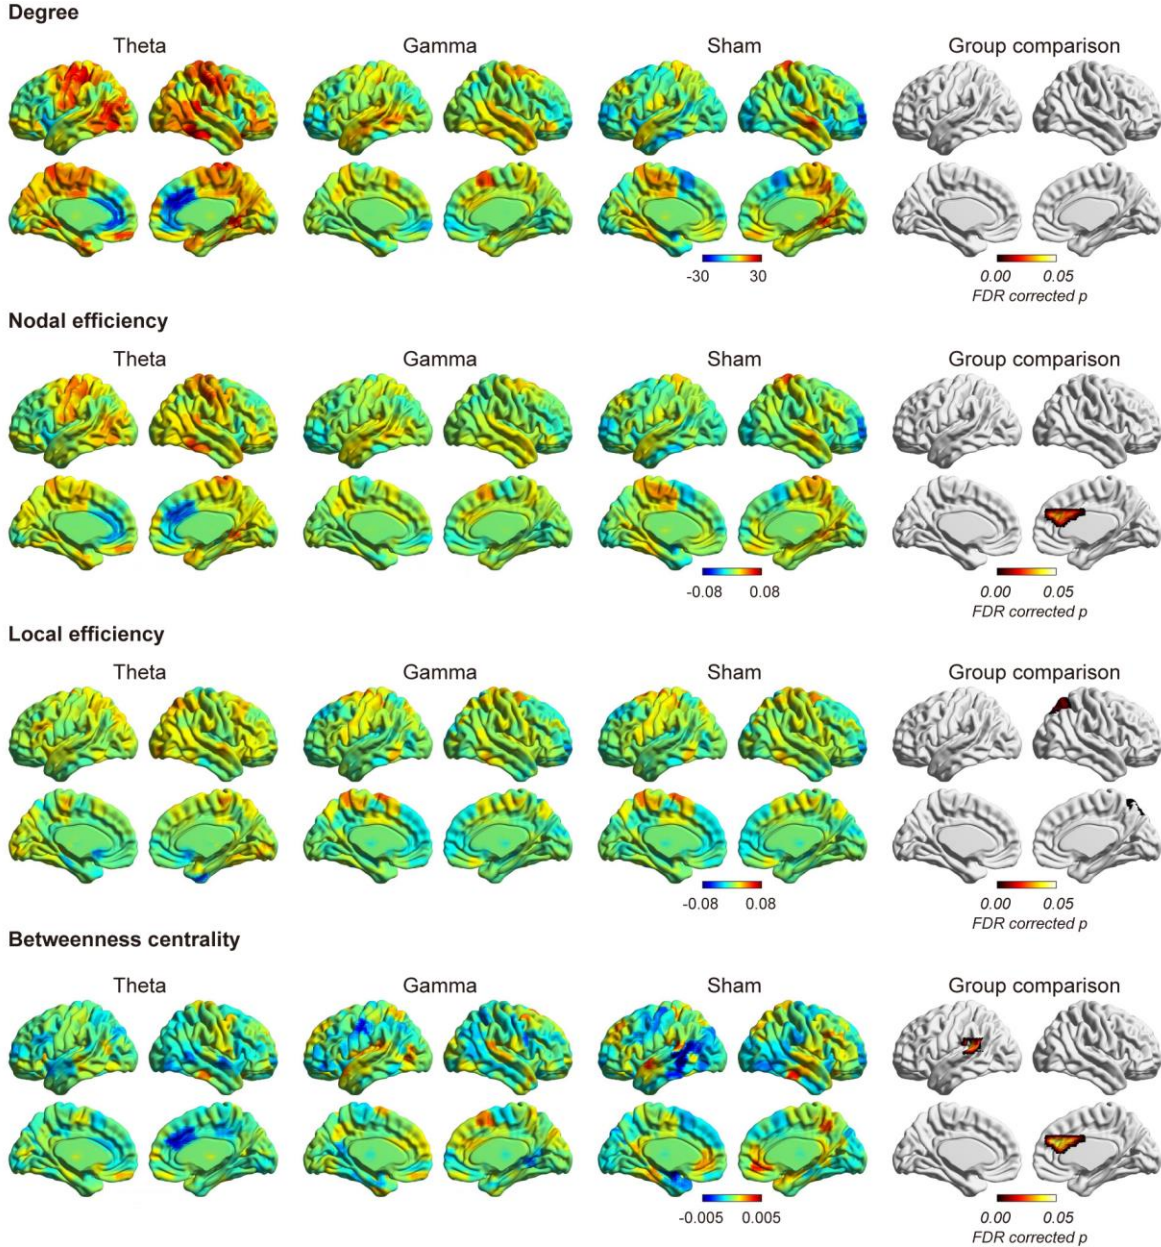 Degree
Theta Gamma Sham Group comparison
-30 30 0.00 0.05
FDR corrected p
Nodal efficiency
Theta Gamma Sham Group comparison
-0.08 0.08 0.00 0.05
FDR corrected p
Local efficiency
Theta Gamma Sham Group comparison
-0.08 0.08 0.00 0.05
FDR corrected p
Betweenness centrality
Theta Gamma Sham Group comparison
-0.005 0.005 0.00 0.05
FDR corrected p